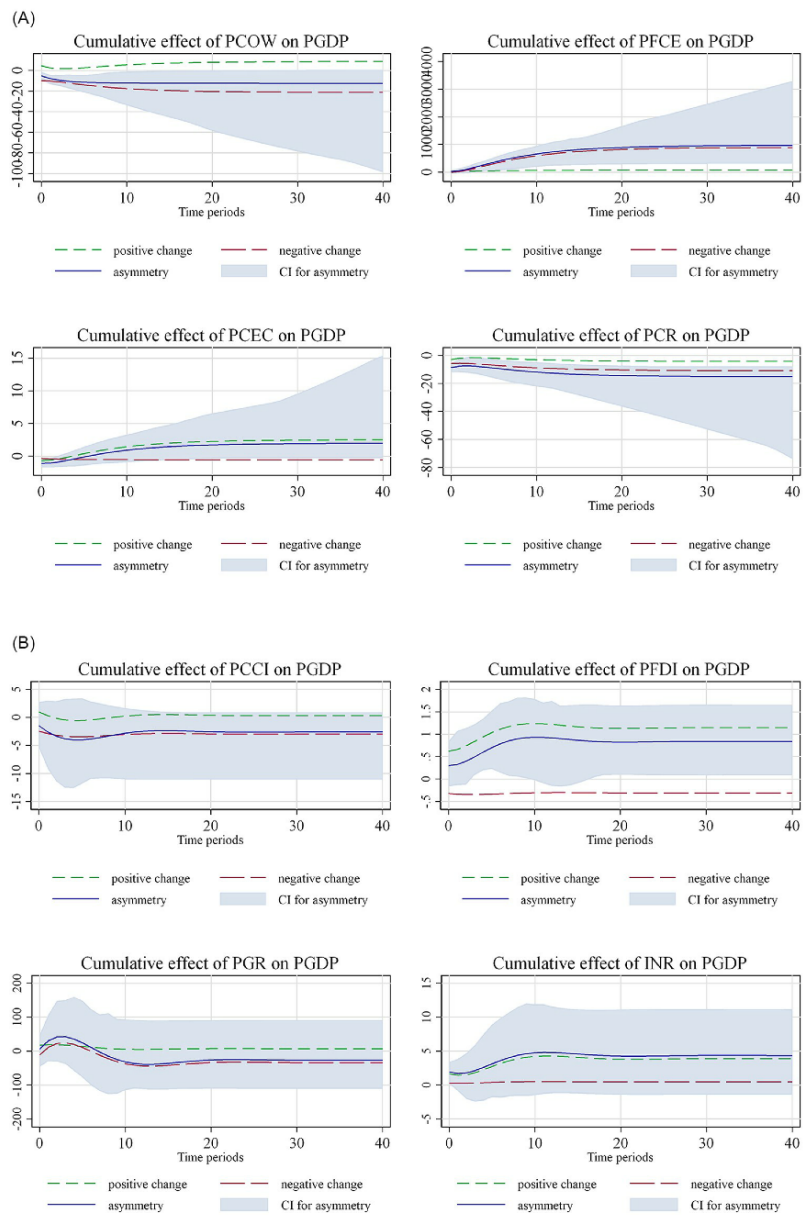 (A)
Cumulative effect of PCOW on PGDP
0
-20
-40
-60
-80
-100
0 10 20 30 40
Time periods
positive change negative change
asymmetry CI for asymmetry
Cumulative effect of PFCE on PGDP
4000
3000
2000
1000
0
0 10 20 30 40
Time periods
positive change negative change
asymmetry CI for asymmetry
Cumulative effect of PCEC on PGDP
15
10
5
0
0 10 20 30 40
Time periods
positive change negative change
asymmetry CI for asymmetry
Cumulative effect of PCR on PGDP
0
-20
-40
-60
-80
0 10 20 30 40
Time periods
positive change negative change
asymmetry CI for asymmetry
(B)
Cumulative effect of PCCI on PGDP
5
0
-5
-10
-15
0 10 20 30 40
Time periods
positive change negative change
asymmetry CI for asymmetry
Cumulative effect of PFDI on PGDP
2
1.5
1
.5
0
-.5
0 10 20 30 40
Time periods
positive change negative change
asymmetry CI for asymmetry
Cumulative effect of PGR on PGDP
200
100
0
-100
-200
0 10 20 30 40
Time periods
positive change negative change
asymmetry CI for asymmetry
Cumulative effect of INR on PGDP
15
10
5
0
-5
0 10 20 30 40
Time periods
positive change negative change
asymmetry CI for asymmetry